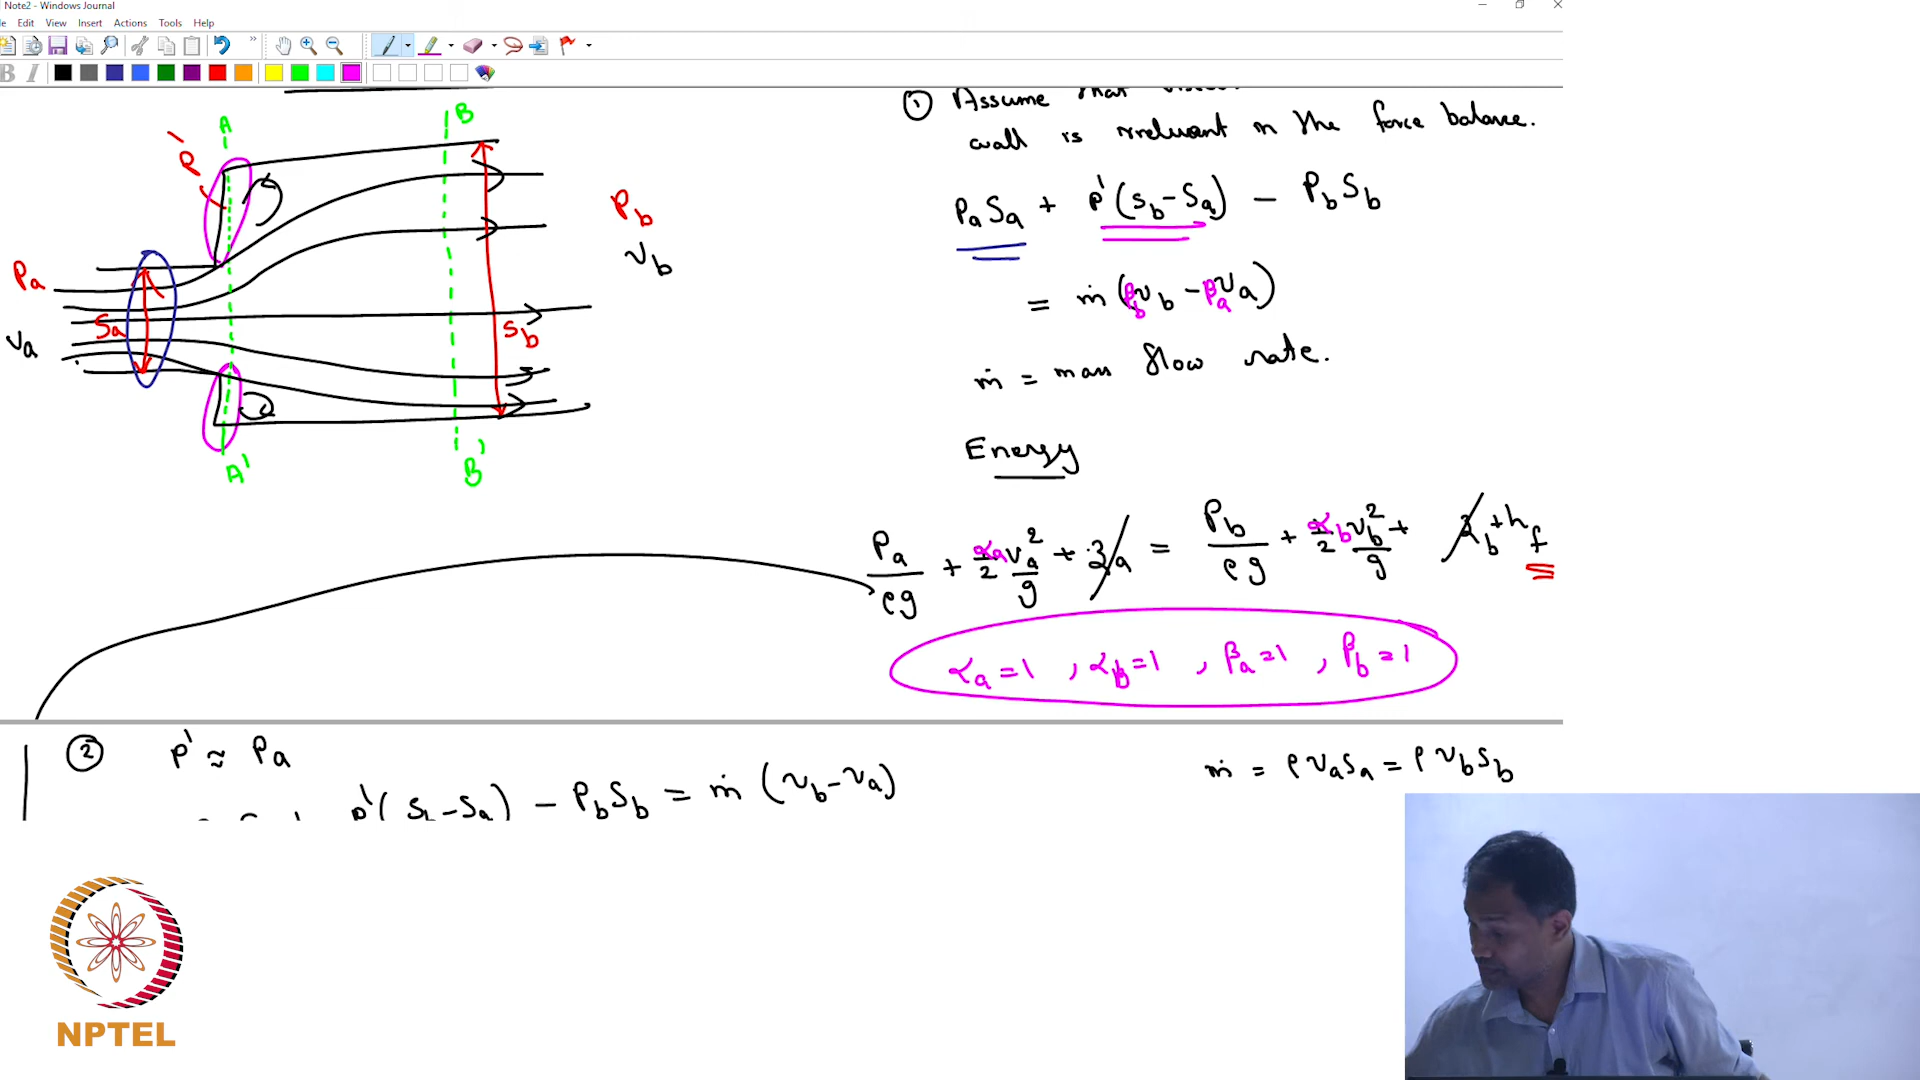 Note2 - Windows Journal
Edit View Insert Actions Tools Help
A
B
P'
Pa
Sa
Va
Pb
Vb
Sb
A'
B'
① Assume that
wall is irrelevant in the force balance.
PaSa + P'(Sb-Sa) - PbSb
= ṁ (βbVb - βaVa)
ṁ = mass flow rate.
Energy
Pa/ρg + αa/2 Va²/g + Za = Pb/ρg + αb/2 Vb²/g + Zb + hf
αa=1 , αb=1 , βa=1 , βb=1
② P' ≈ Pa
P'(Sb-Sa) - PbSb = ṁ (Vb-Va)
ṁ = ρVaSa = ρVbSb
NPTEL